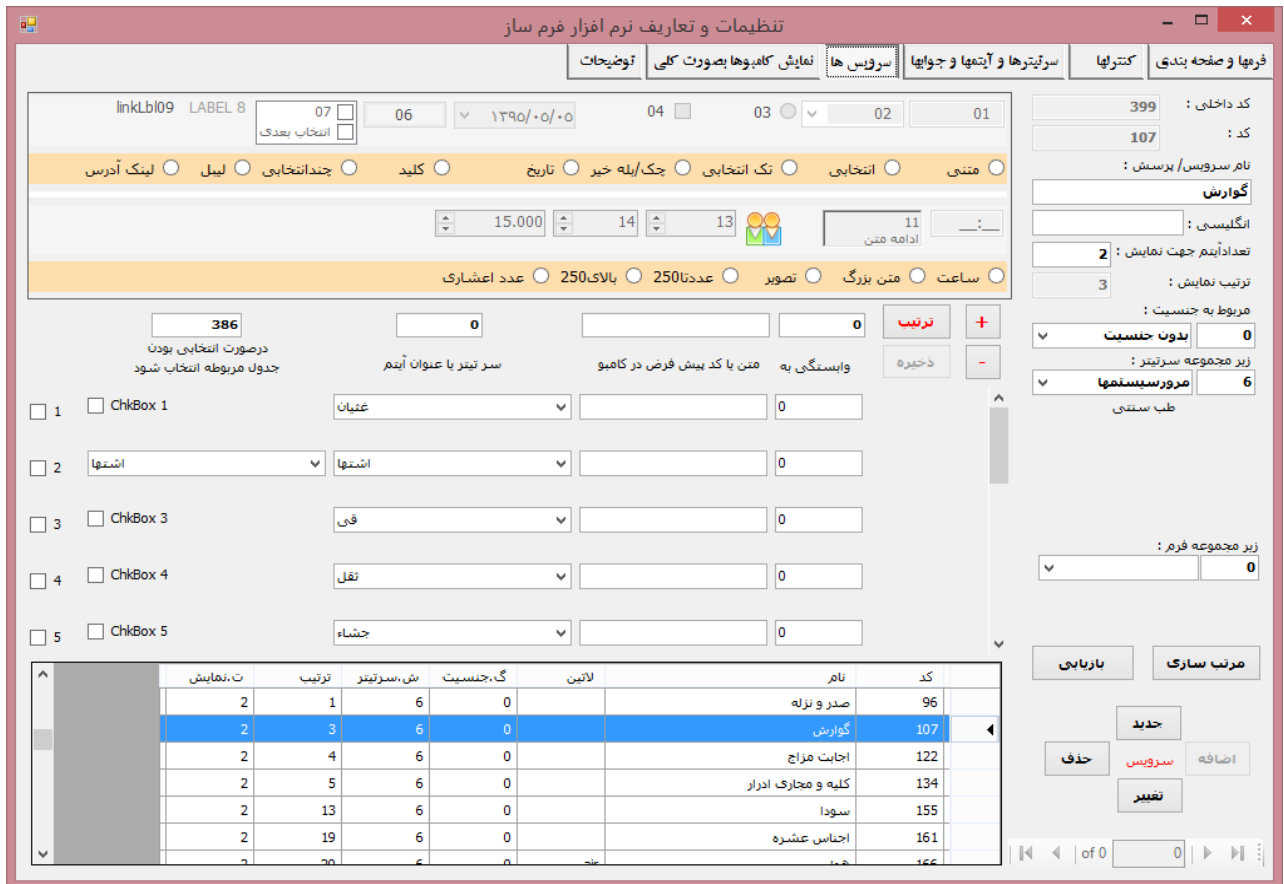 تنظیمات و تعاریف نرم افزار فرم ساز
فرمها و صفحه بندی
کنترلها
سرتیترها و آیتمها و جوابها
سرویس ها
نمایش کامبوها بصورت کلی
توضیحات
کد داخلی : 399
کد : 107
نام سرویس/ پرسش :
گوارش
انگلیسی :
تعدادآیتم جهت نمایش : 2
ترتیب نمایش : 3
مربوط به جنسیت :
0 بدون جنسیت
زیر مجموعه سرتیتر :
6 مرورسیستمها
طب سنتی
زیر مجموعه فرم :
0
مرتب سازی بازیابی
جدید
اضافه سرویس حذف
تغییر
of 0 0
01 02 03 04 ۱۳۹۵/۰۵/۰۵ 06 07 LABEL 8 linkLbl09
انتخاب بعدی
متنی انتخابی تک انتخابی چک/بله خیر تاریخ کلید چندانتخابی لیبل لینک آدرس
__:__ 11 13 14 15.000
ادامه متن
ساعت متن بزرگ تصویر عددتا250 بالای250 عدد اعشاری
+ ترتیب 0 0 386
- ذخیره وابستگی به متن یا کد پیش فرض در کامبو سر تیتر یا عنوان آیتم درصورت انتخابی بودن
جدول مربوطه انتخاب شود
1 ChkBox 1 غثیان 0
2 اشتها اشتها 0
3 ChkBox 3 قی 0
4 ChkBox 4 ثقل 0
5 ChkBox 5 جشاء 0
کد نام لاتین گ.جنسیت ش.سرتیتر ترتیب ت.نمایش
96 صدر و نزله 0 6 1 2
107 گوارش 0 6 3 2
122 اجابت مزاج 0 6 4 2
134 کلیه و مجاری ادرار 0 6 5 2
155 سودا 0 6 13 2
161 اجناس عشره 0 6 19 2
166 air 0 6 20 2